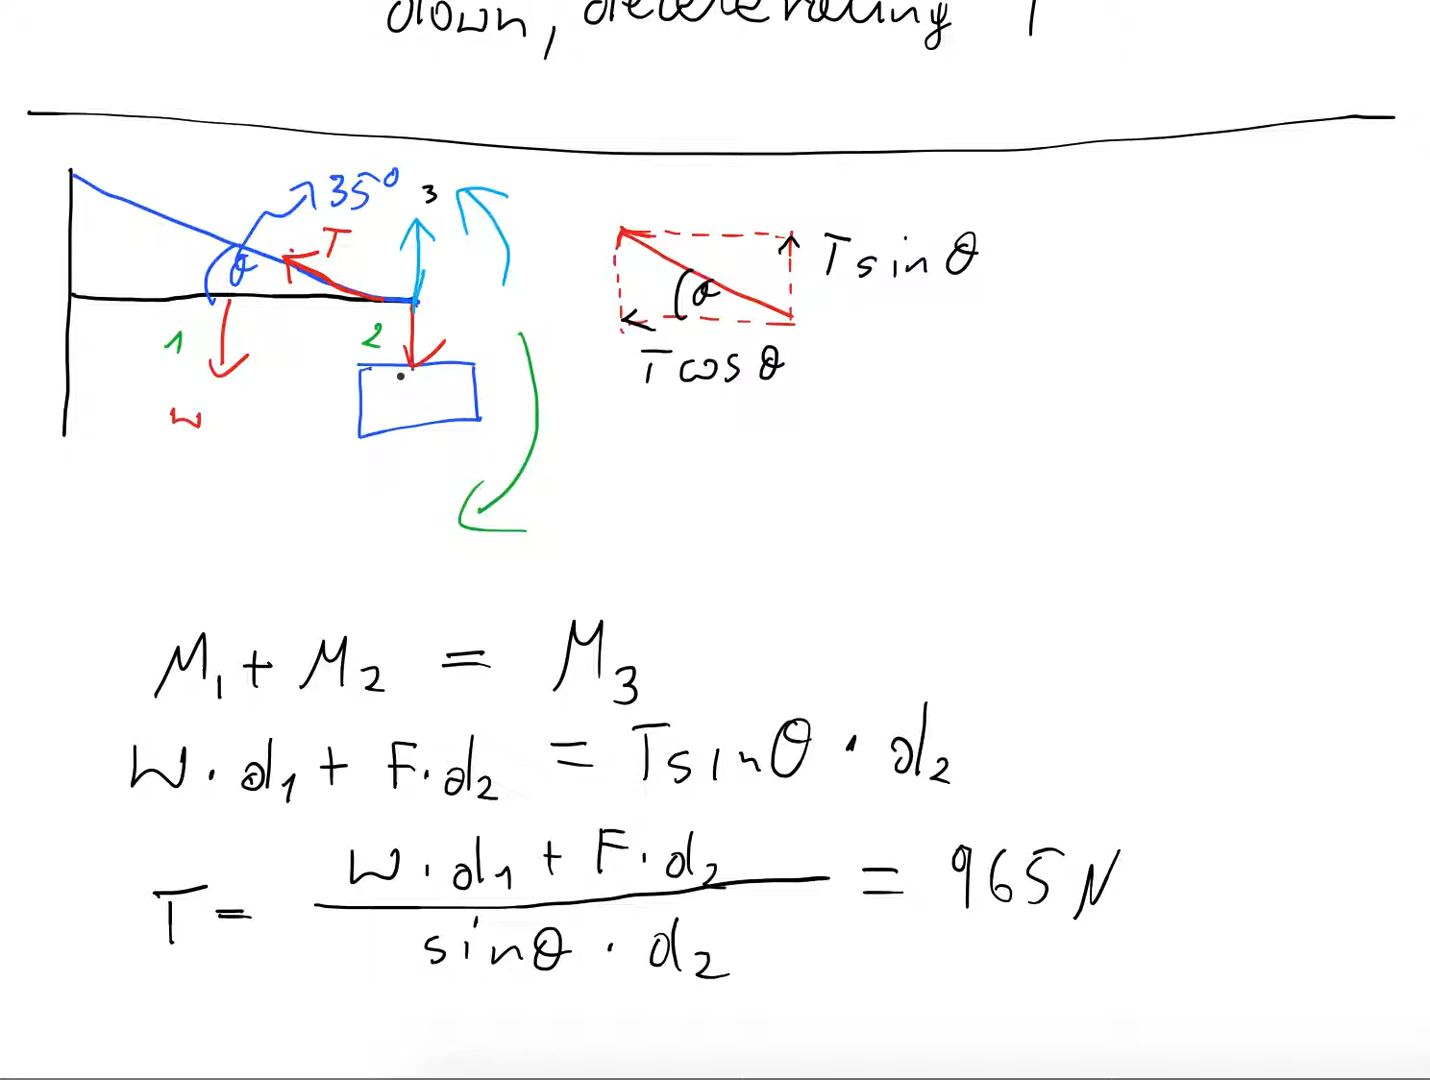 down, decelerating ↑
35° 3
T
θ
1 2
W
T sin θ
θ
T cos θ
M₁ + M₂ = M₃
W · d₁ + F · d₂ = T sin θ · d₂
T = (W · d₁ + F · d₂) / (sin θ · d₂) = 965 N